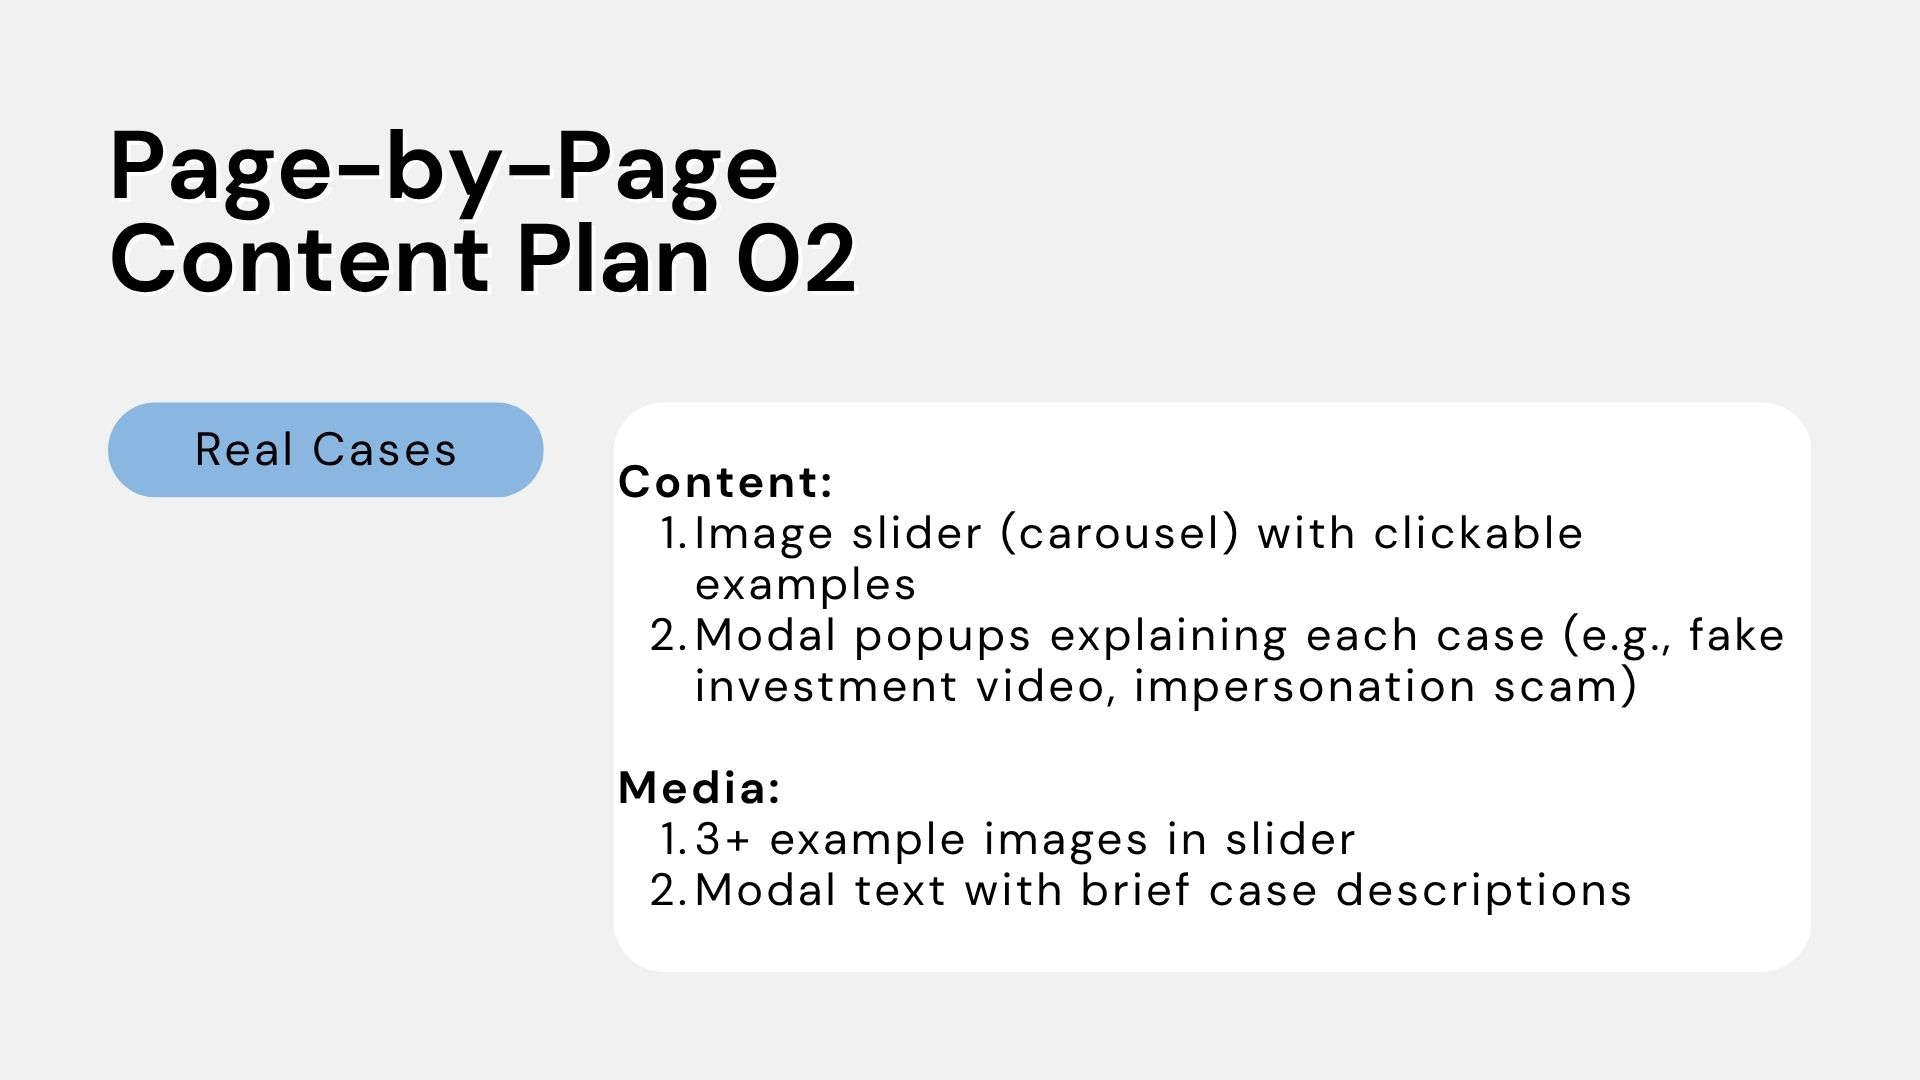 Page-by-Page
Content Plan 02
Real Cases
Content:
1. Image slider (carousel) with clickable
examples
2. Modal popups explaining each case (e.g., fake
investment video, impersonation scam)
Media:
1. 3+ example images in slider
2. Modal text with brief case descriptions